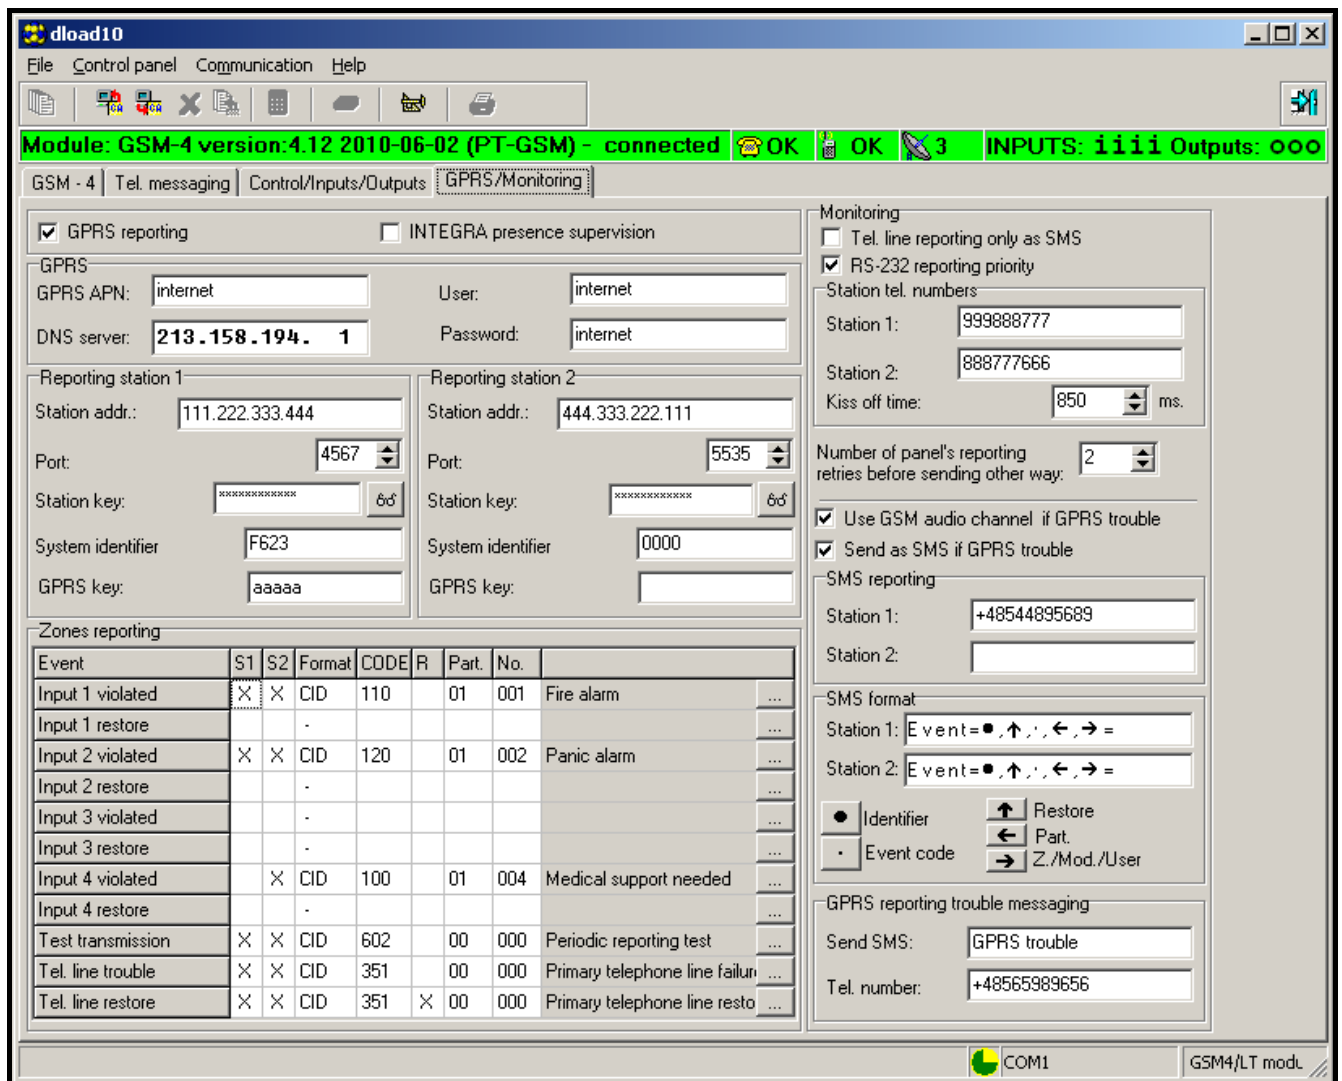 dload10
File Control panel Communication Help
Module: GSM-4 version:4.12 2010-06-02 (PT-GSM) - connected OK OK 3 INPUTS: i i i i Outputs: o o o
GSM - 4 Tel. messaging Control/Inputs/Outputs GPRS/Monitoring
GPRS reporting INTEGRA presence supervision
GPRS
GPRS APN: internet User: internet
DNS server: 213.158.194. 1 Password: internet
Reporting station 1
Station addr.: 111.222.333.444
Port: 4567
Station key: xxxxxxxxxxxx
System identifier F623
GPRS key: aaaaa
Reporting station 2
Station addr.: 444.333.222.111
Port: 5535
Station key: xxxxxxxxxxxx
System identifier 0000
GPRS key:
Zones reporting
Event S1 S2 Format CODE R Part. No.
Input 1 violated X X CID 110 01 001 Fire alarm ...
Input 1 restore - ...
Input 2 violated X X CID 120 01 002 Panic alarm ...
Input 2 restore - ...
Input 3 violated - ...
Input 3 restore - ...
Input 4 violated X CID 100 01 004 Medical support needed ...
Input 4 restore - ...
Test transmission X X CID 602 00 000 Periodic reporting test ...
Tel. line trouble X X CID 351 00 000 Primary telephone line failur ...
Tel. line restore X X CID 351 X 00 000 Primary telephone line resto ...
Monitoring
Tel. line reporting only as SMS
RS-232 reporting priority
Station tel. numbers
Station 1: 999888777
Station 2: 888777666
Kiss off time: 850 ms.
Number of panel's reporting
retries before sending other way: 2
Use GSM audio channel if GPRS trouble
Send as SMS if GPRS trouble
SMS reporting
Station 1: +48544895689
Station 2:
SMS format
Station 1: Event=●,↑,·,←,→=
Station 2: Event=●,↑,·,←,→=
● Identifier ↑ Restore
← Part.
· Event code → Z./Mod./User
GPRS reporting trouble messaging
Send SMS: GPRS trouble
Tel. number: +48565989656
COM1 GSM4/LT modu